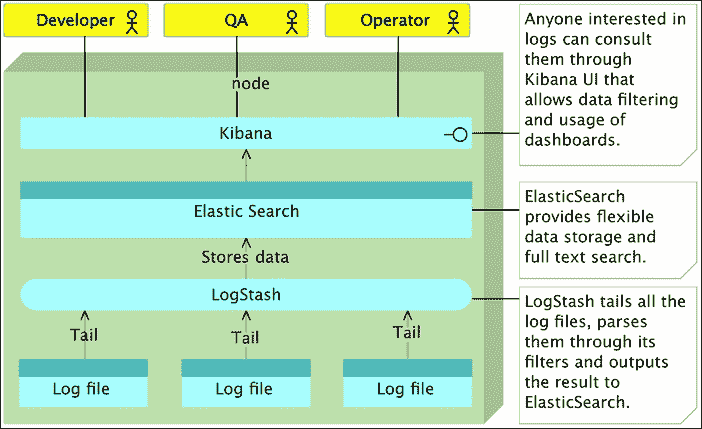 Developer
QA
Operator
Anyone interested in
logs can consult
them through
Kibana UI that
allows data filtering
and usage of
dashboards.
node
Kibana
Elastic Search
ElasticSearch
provides flexible
data storage and
full text search.
Stores data
LogStash
LogStash tails all the
log files, parses
them through its
filters and outputs
the result to
ElasticSearch.
Tail
Tail
Tail
Log file
Log file
Log file